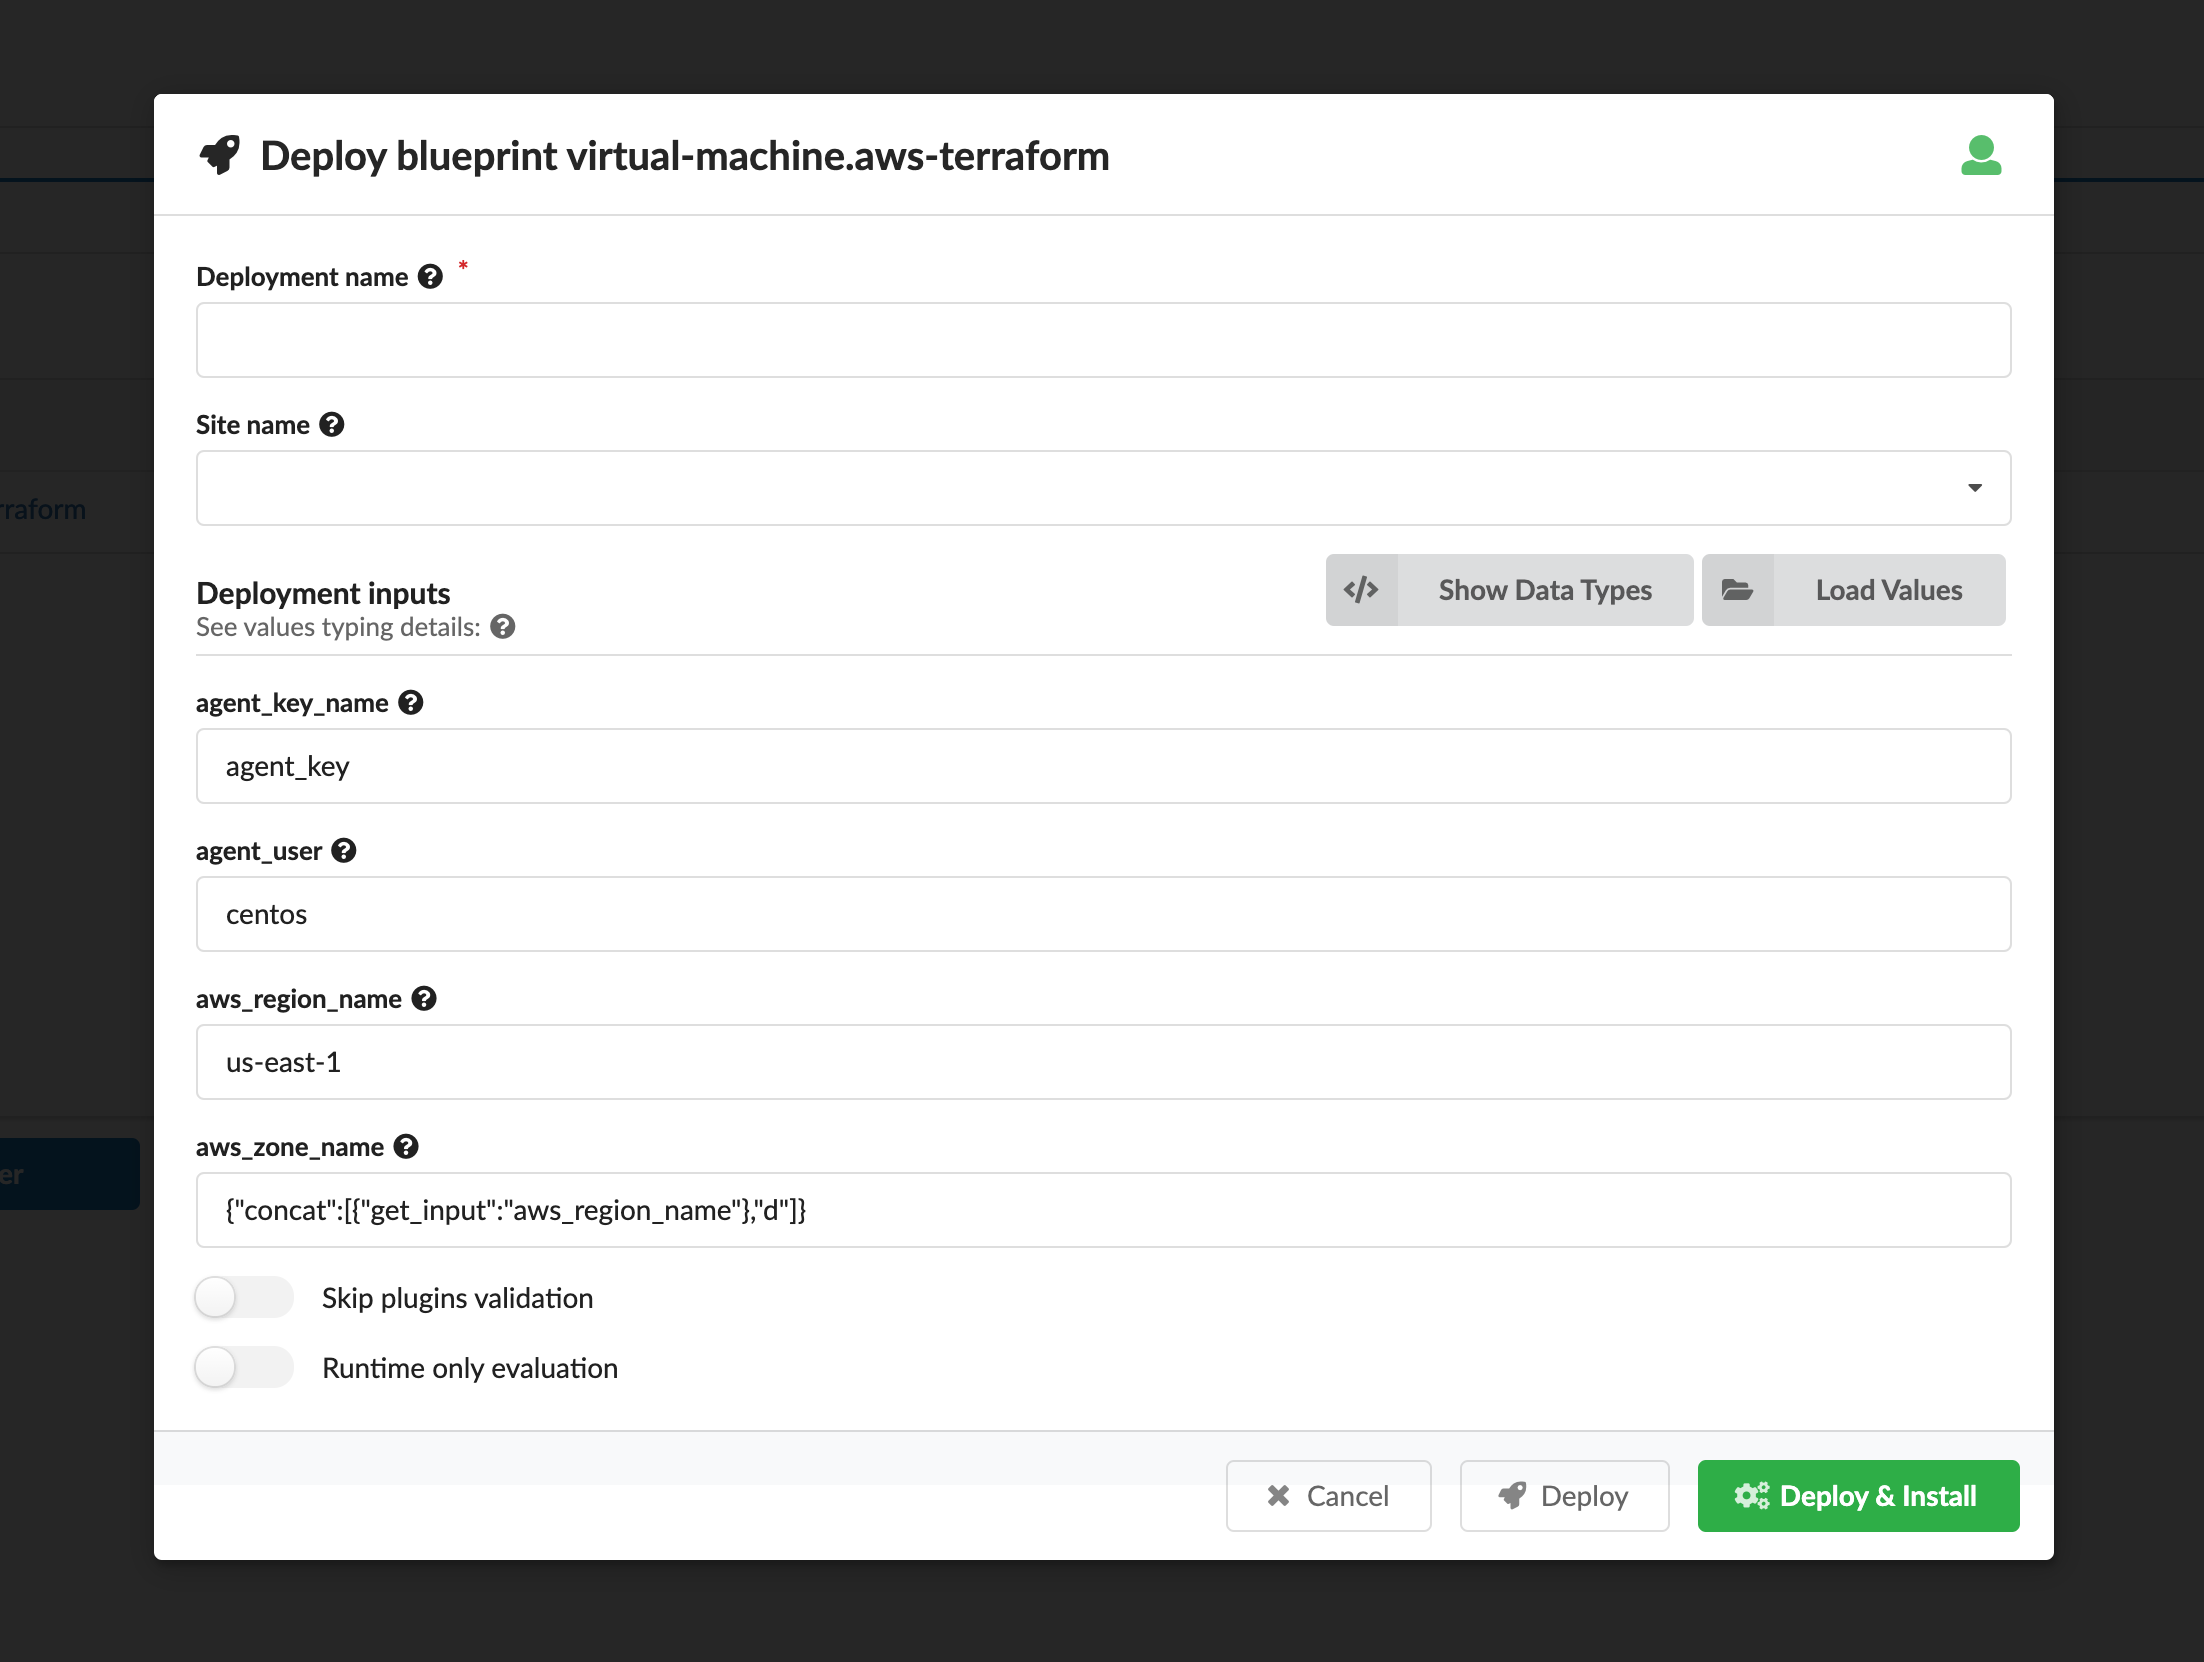 Deploy blueprint virtual-machine.aws-terraform
Deployment name *
Site name
Show Data Types
Load Values
Deployment inputs
See values typing details:
raform
agent_key_name
agent_key
agent_user
centos
aws_region_name
us-east-1
aws_zone_name
er
{"concat":[{"get_input":"aws_region_name"},"d"]}
Skip plugins validation
Runtime only evaluation
Cancel
Deploy
Deploy & Install